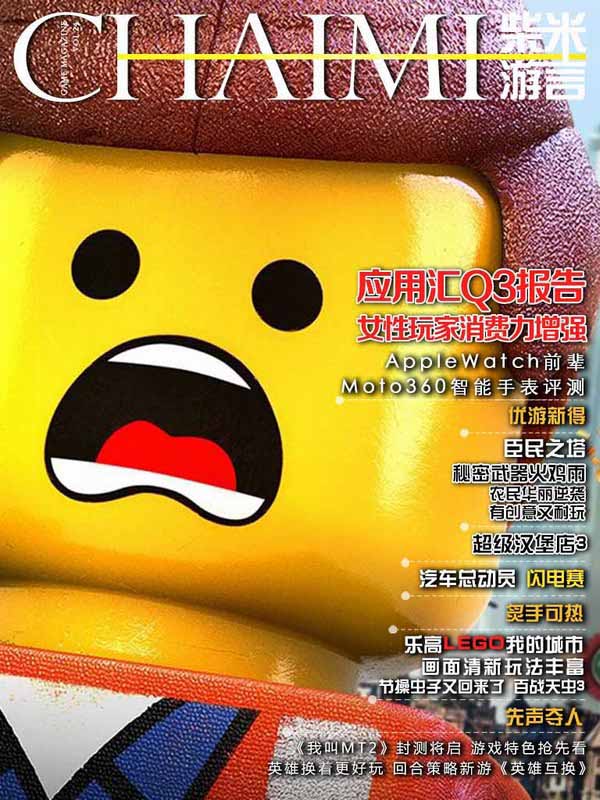 CHAIMI
柴米
游言
GAME MAGAZINE
应用汇Q3报告
女性玩家消费力增强
AppleWatch前辈
Moto360智能手表评测
优游新得
臣民之塔
秘密武器火鸡雨
农民华丽逆袭
有创意又耐玩
超级汉堡店3
汽车总动员 闪电赛
炙手可热
乐高LEGO我的城市
画面清新玩法丰富
节操虫子又回来了 百战天虫3
先声夺人
《我叫MT2》封测将启 游戏特色抢先看
英雄换着更好玩 回合策略新游《英雄互换》